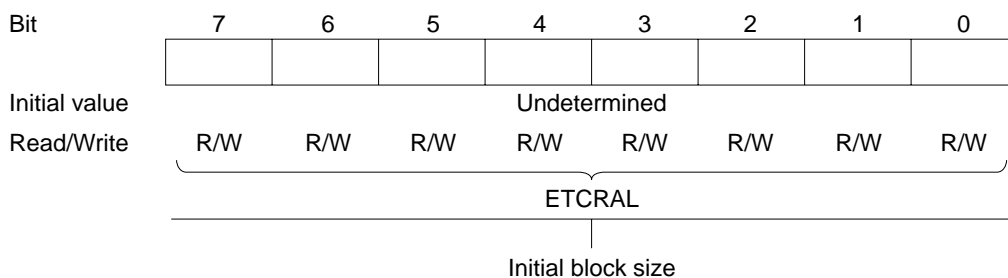 Bit 7 6 5 4 3 2 1 0
Initial value Undetermined
Read/Write R/W R/W R/W R/W R/W R/W R/W R/W
ETCRAL
Initial block size